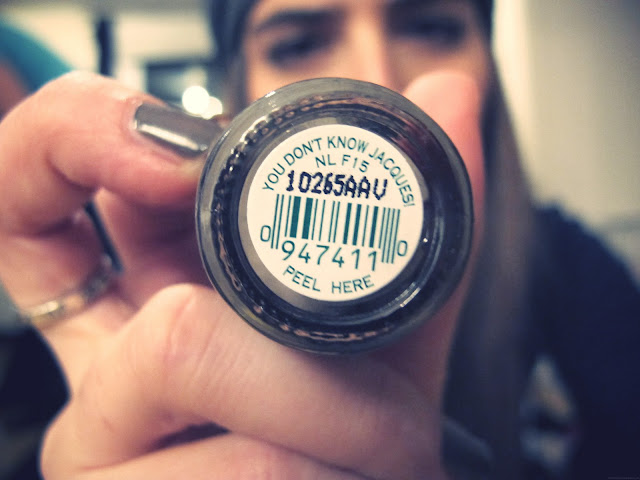 YOU DON'T KNOW JACQUES!
NL F15
10265AAV
0 947411 0
PEEL HERE